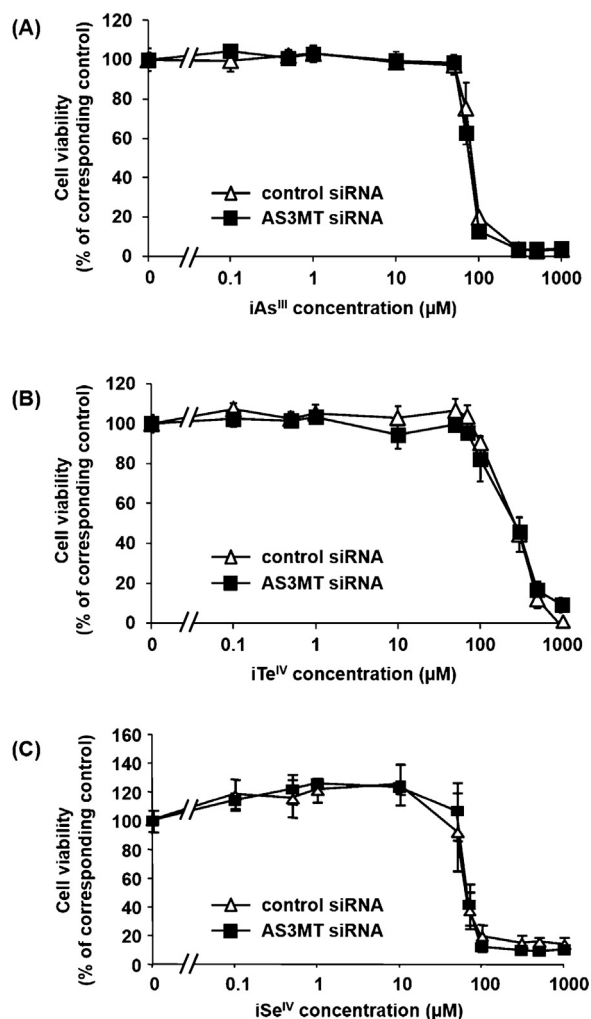 (A)
Cell viability
(% of corresponding control)
120
100
80
60
40
20
0
control siRNA
AS3MT siRNA
0
0.1
1
10
100
1000
iAsᴵᴵᴵ concentration (µM)
(B)
Cell viability
(% of corresponding control)
120
100
80
60
40
20
0
control siRNA
AS3MT siRNA
0
0.1
1
10
100
1000
iTeᴵⱽ concentration (µM)
(C)
Cell viability
(% of corresponding control)
160
140
120
100
80
60
40
20
0
control siRNA
AS3MT siRNA
0
0.1
1
10
100
1000
iSeᴵⱽ concentration (µM)